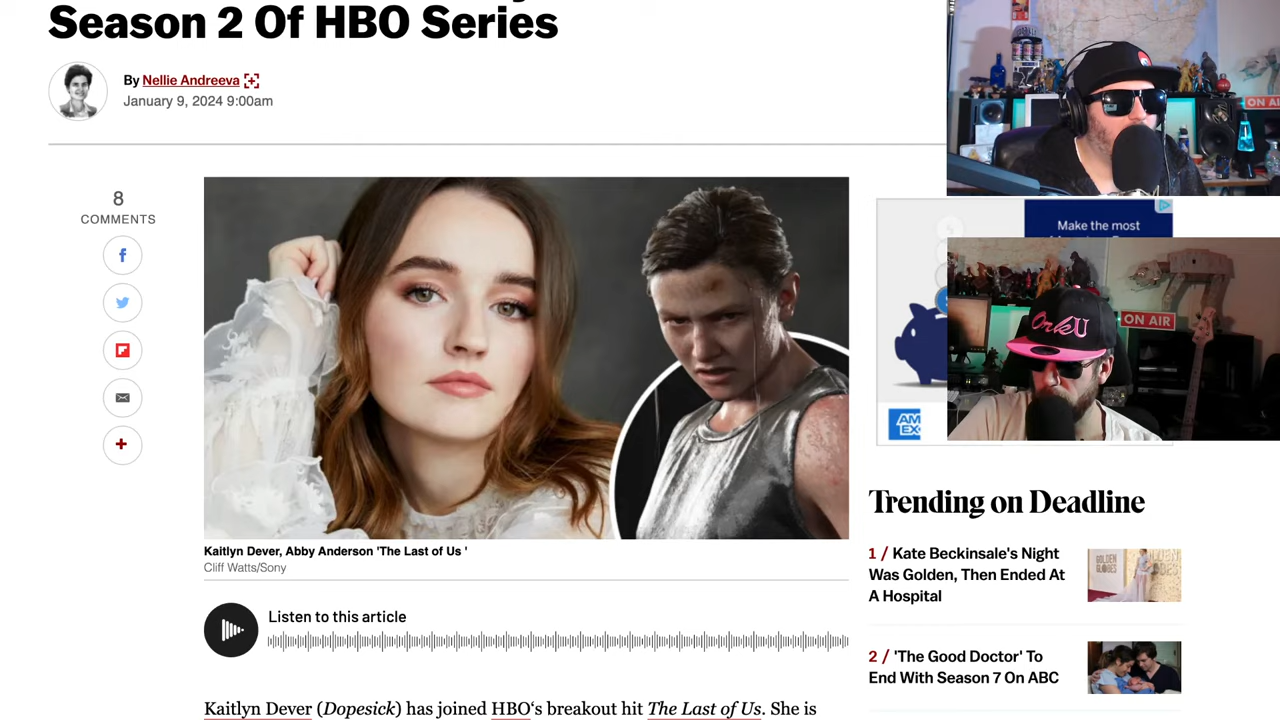 Season 2 Of HBO Series
By Nellie Andreeva
January 9, 2024 9:00am
8
COMMENTS
Kaitlyn Dever, Abby Anderson 'The Last of Us '
Cliff Watts/Sony
Listen to this article
Kaitlyn Dever (Dopesick) has joined HBO‘s breakout hit The Last of Us. She is
Make the most
AM
EX
ON AI
OrkU
ON AIR
Trending on Deadline
1 / Kate Beckinsale's Night
Was Golden, Then Ended At
A Hospital
GOLDEN
GLOBES
2 / 'The Good Doctor' To
End With Season 7 On ABC